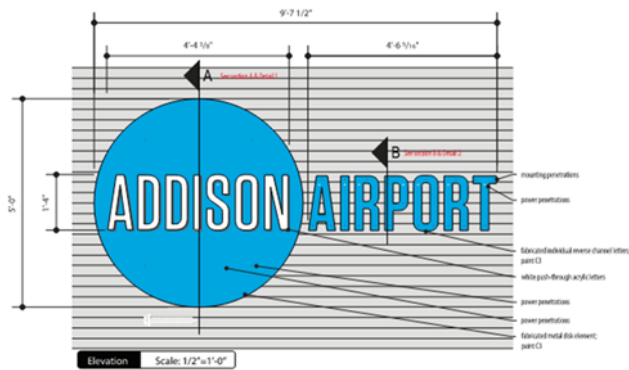 9'-7 1/2"
4'-4 3/8"
4'-6 5/16"
A
See section A & Detail 1
B
See section B & Detail 2
5'-0"
1'-4"
ADDISON AIRPORT
mounting penetrations
power penetrations
fabricated individual reverse channel letters;
paint C3
white push-through acrylic letters
power penetrations
power penetrations
fabricated metal disk element;
paint C3
Elevation
Scale: 1/2"=1'-0"